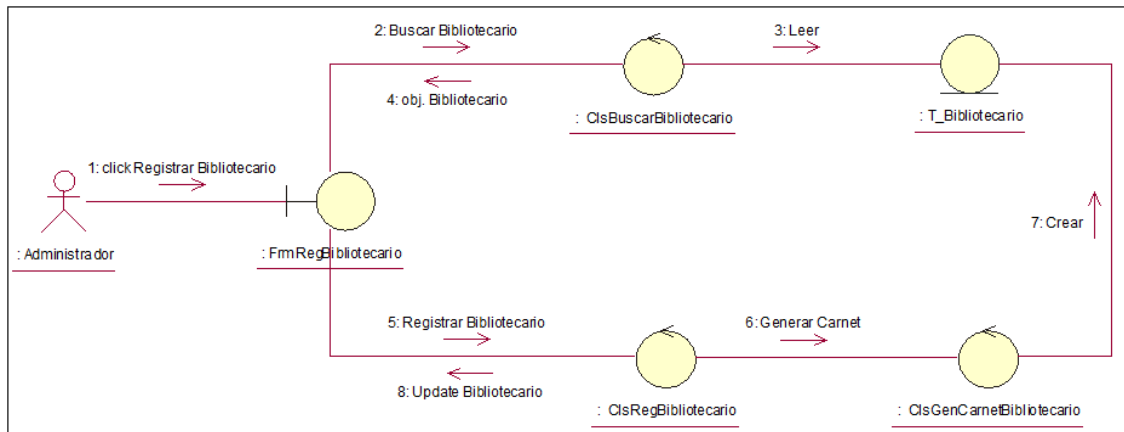 2: Buscar Bibliotecario
3: Leer
4: obj. Bibliotecario
: ClsBuscarBibliotecario
: T_Bibliotecario
1: click Registrar Bibliotecario
7: Crear
: Administrador
: FrmRegBibliotecario
5: Registrar Bibliotecario
6: Generar Carnet
8: Update Bibliotecario
: ClsRegBibliotecario
: ClsGenCarnetBibliotecario